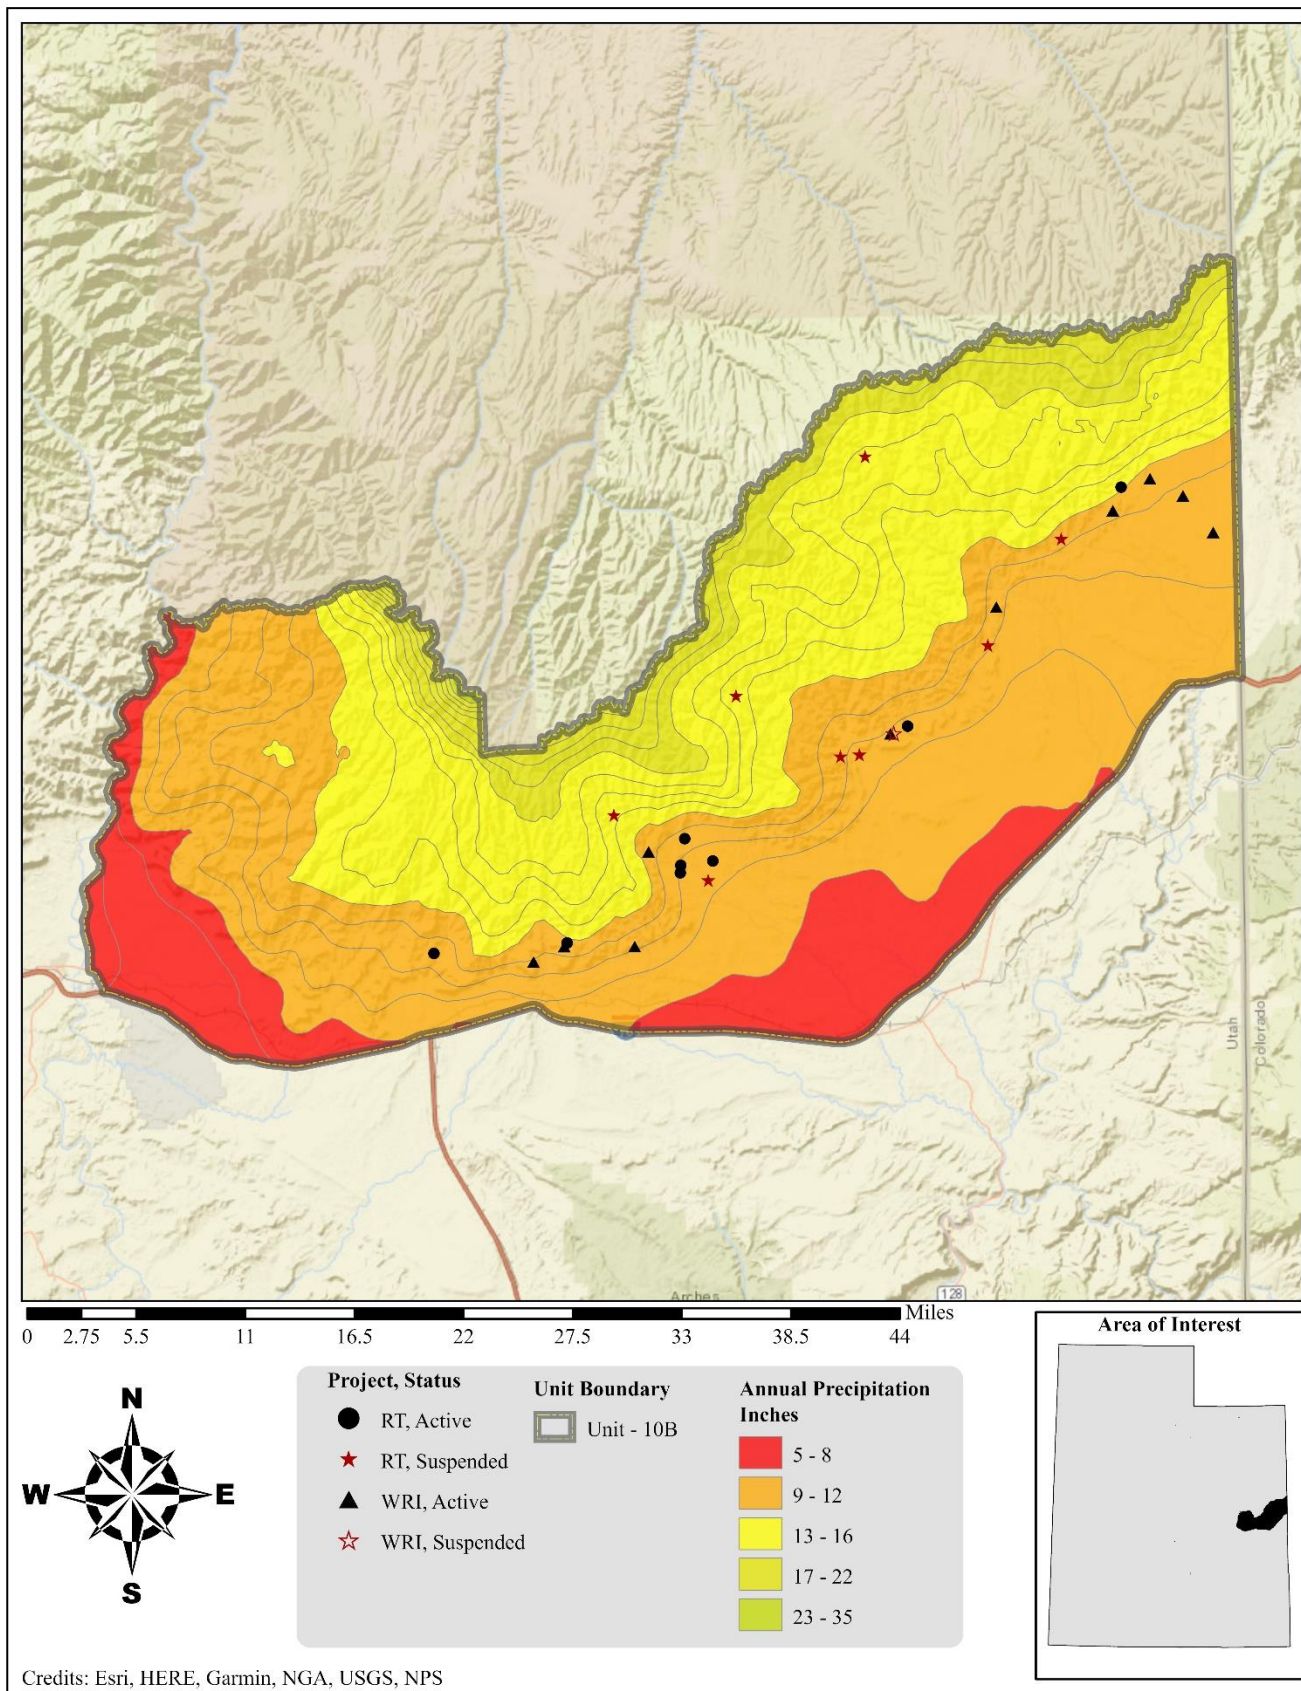 Utah
Colorado
Arches
128
Miles
0 2.75 5.5 11 16.5 22 27.5 33 38.5 44
Area of Interest
N
W E
S
Project, Status
RT, Active
RT, Suspended
WRI, Active
WRI, Suspended
Unit Boundary
Unit - 10B
Annual Precipitation
Inches
5 - 8
9 - 12
13 - 16
17 - 22
23 - 35
Credits: Esri, HERE, Garmin, NGA, USGS, NPS